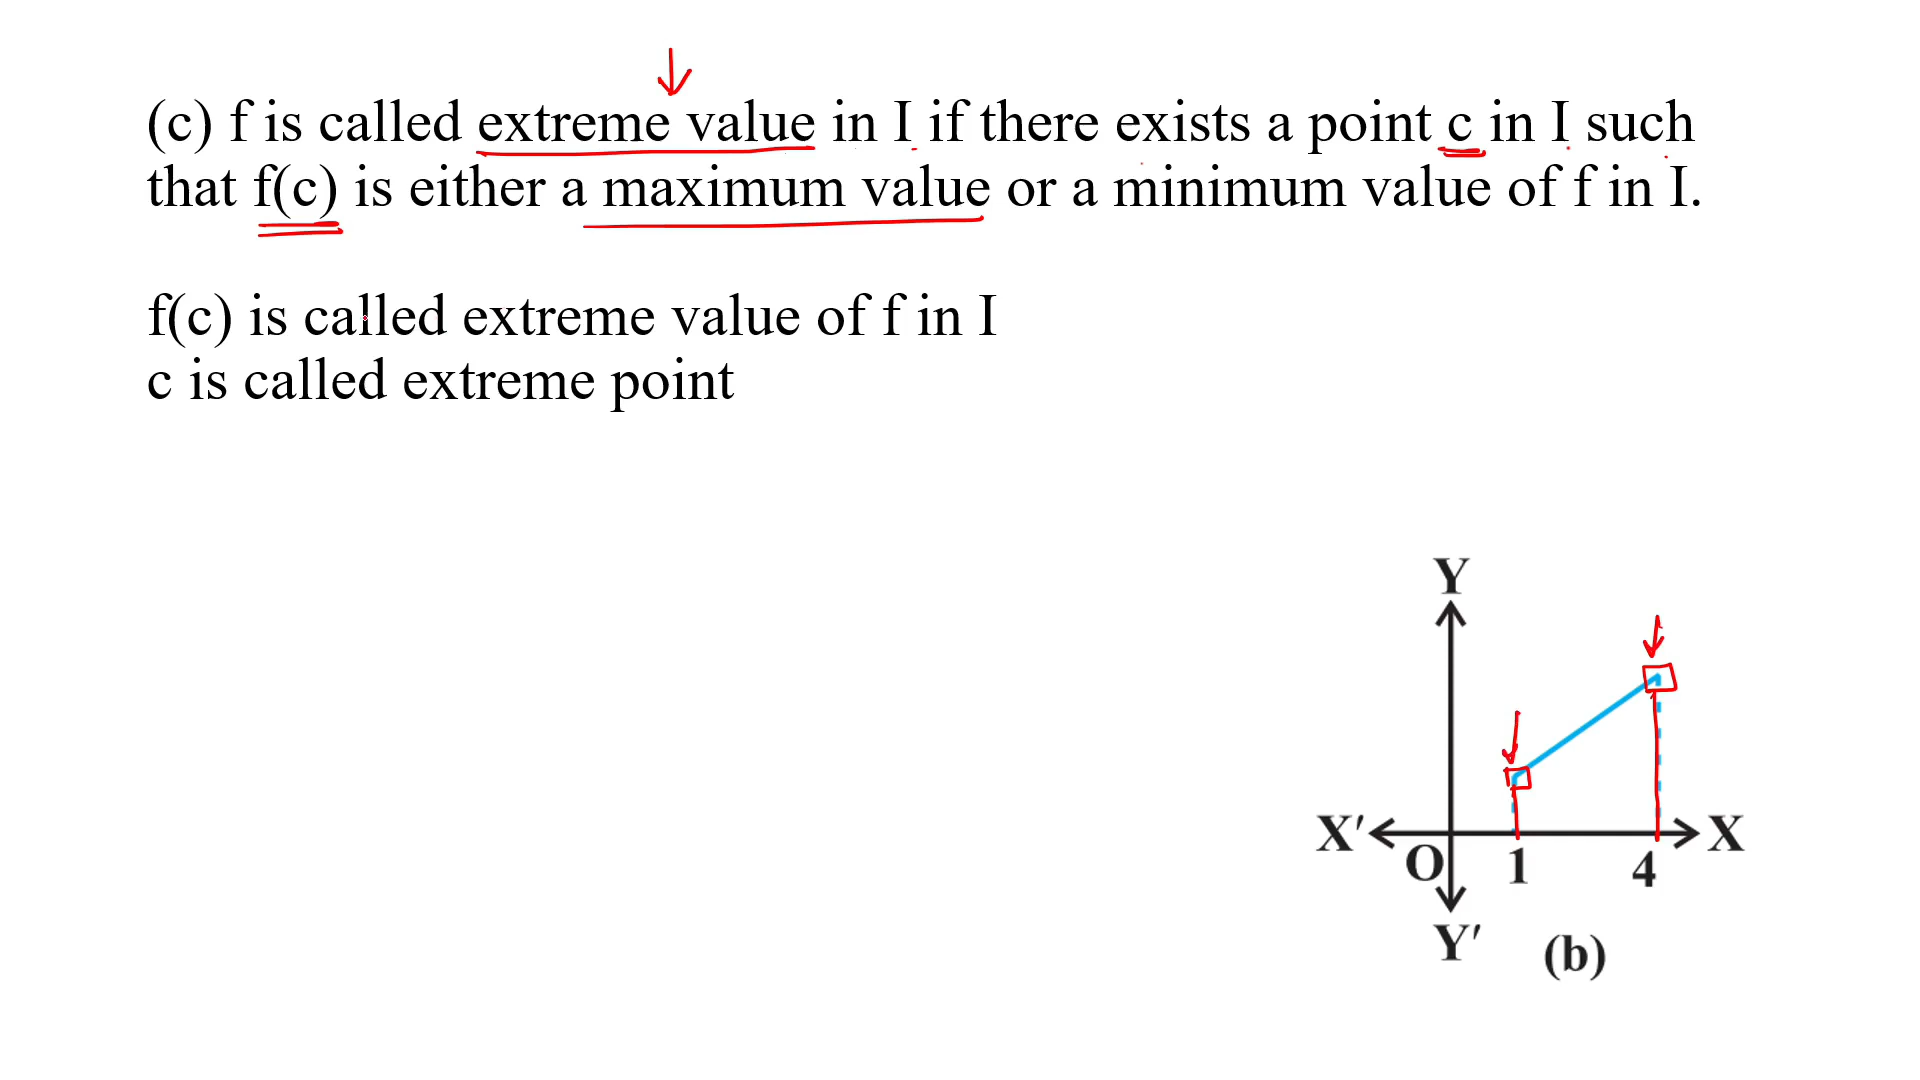 (c) f is called extreme value in I if there exists a point c in I such
that f(c) is either a maximum value or a minimum value of f in I.
f(c) is called extreme value of f in I
c is called extreme point
Y
X′ X
O 1 4
Y′ (b)